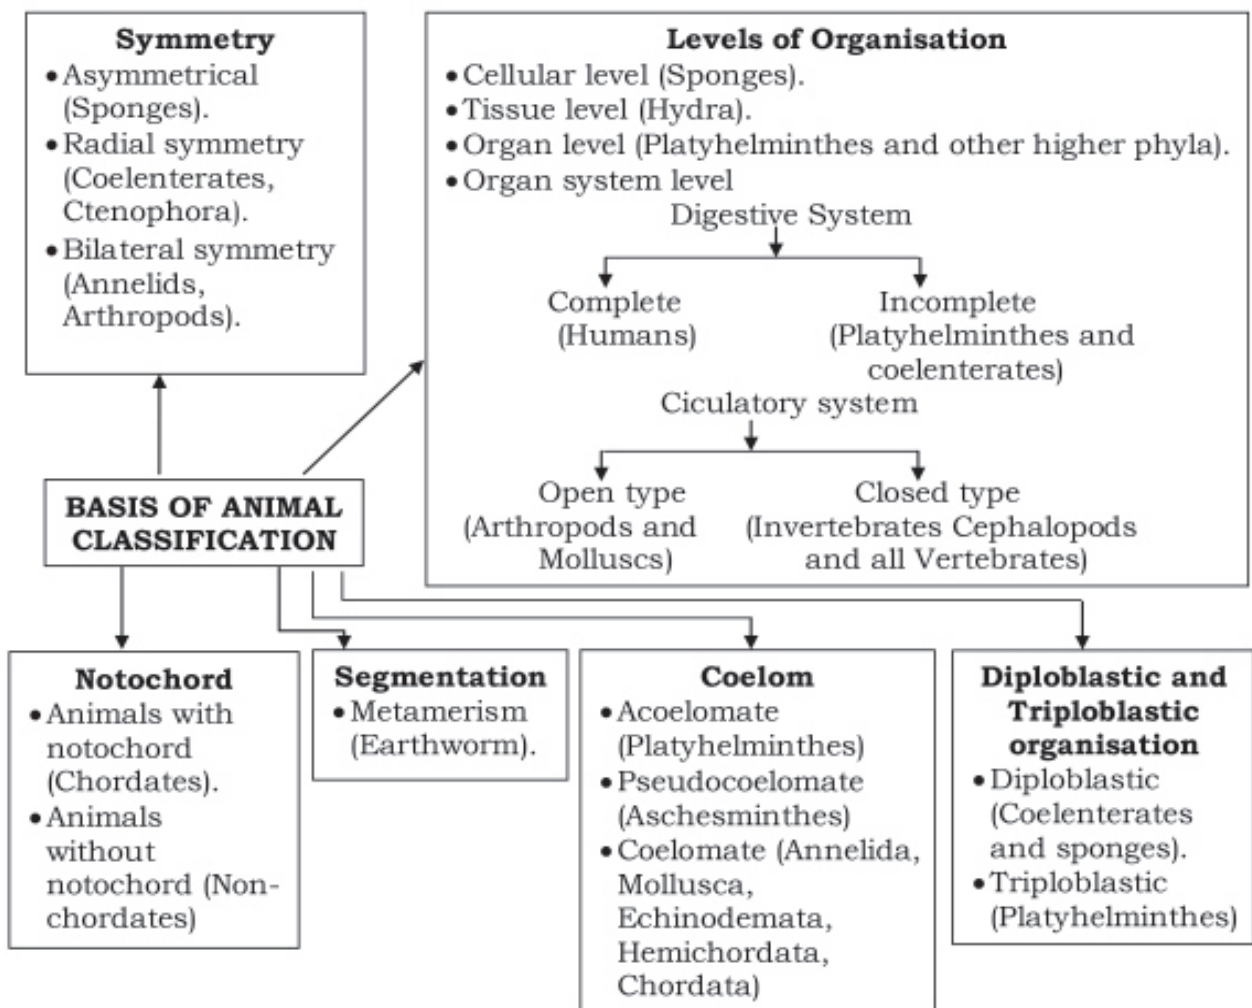 Symmetry
• Asymmetrical
(Sponges).
• Radial symmetry
(Coelenterates,
Ctenophora).
• Bilateral symmetry
(Annelids,
Arthropods).
Levels of Organisation
• Cellular level (Sponges).
• Tissue level (Hydra).
• Organ level (Platyhelminthes and other higher phyla).
• Organ system level
Digestive System
Complete
(Humans)
Incomplete
(Platyhelminthes and
coelenterates)
Ciculatory system
Open type
(Arthropods and
Molluscs)
Closed type
(Invertebrates Cephalopods
and all Vertebrates)
BASIS OF ANIMAL
CLASSIFICATION
Notochord
• Animals with
notochord
(Chordates).
• Animals
without
notochord (Non-
chordates)
Segmentation
• Metamerism
(Earthworm).
Coelom
• Acoelomate
(Platyhelminthes)
• Pseudocoelomate
(Aschesminthes)
• Coelomate (Annelida,
Mollusca,
Echinodemata,
Hemichordata,
Chordata)
Diploblastic and
Triploblastic
organisation
• Diploblastic
(Coelenterates
and sponges).
• Triploblastic
(Platyhelminthes)